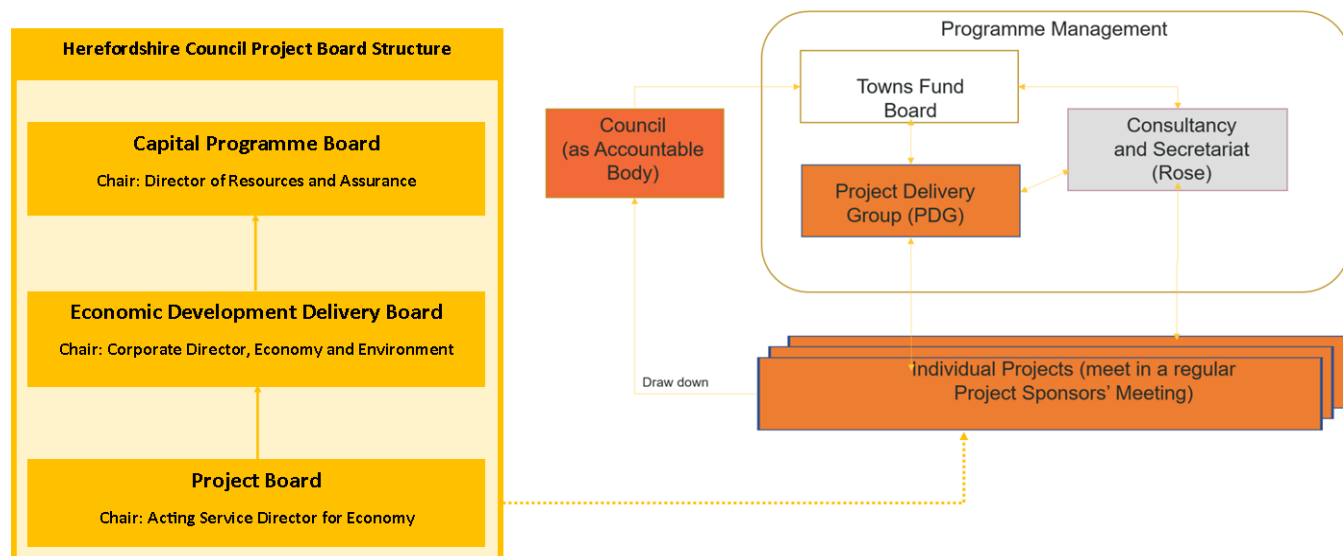 Herefordshire Council Project Board Structure
Capital Programme Board
Chair: Director of Resources and Assurance
Economic Development Delivery Board
Chair: Corporate Director, Economy and Environment
Project Board
Chair: Acting Service Director for Economy
Programme Management
Towns Fund
Board
Council
(as Accountable
Body)
Consultancy
and Secretariat
(Rose)
Project Delivery
Group (PDG)
Draw down
Individual Projects (meet in a regular
Project Sponsors’ Meeting)